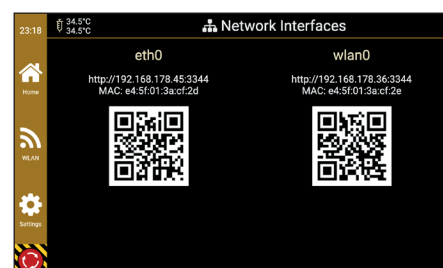 23:18
34.5°C
34.5°C
Network Interfaces
Home
WLAN
Settings
eth0
http://192.168.178.45:3344
MAC: e4:5f:01:3a:cf:2d
wlan0
http://192.168.178.36:3344
MAC: e4:5f:01:3a:cf:2e